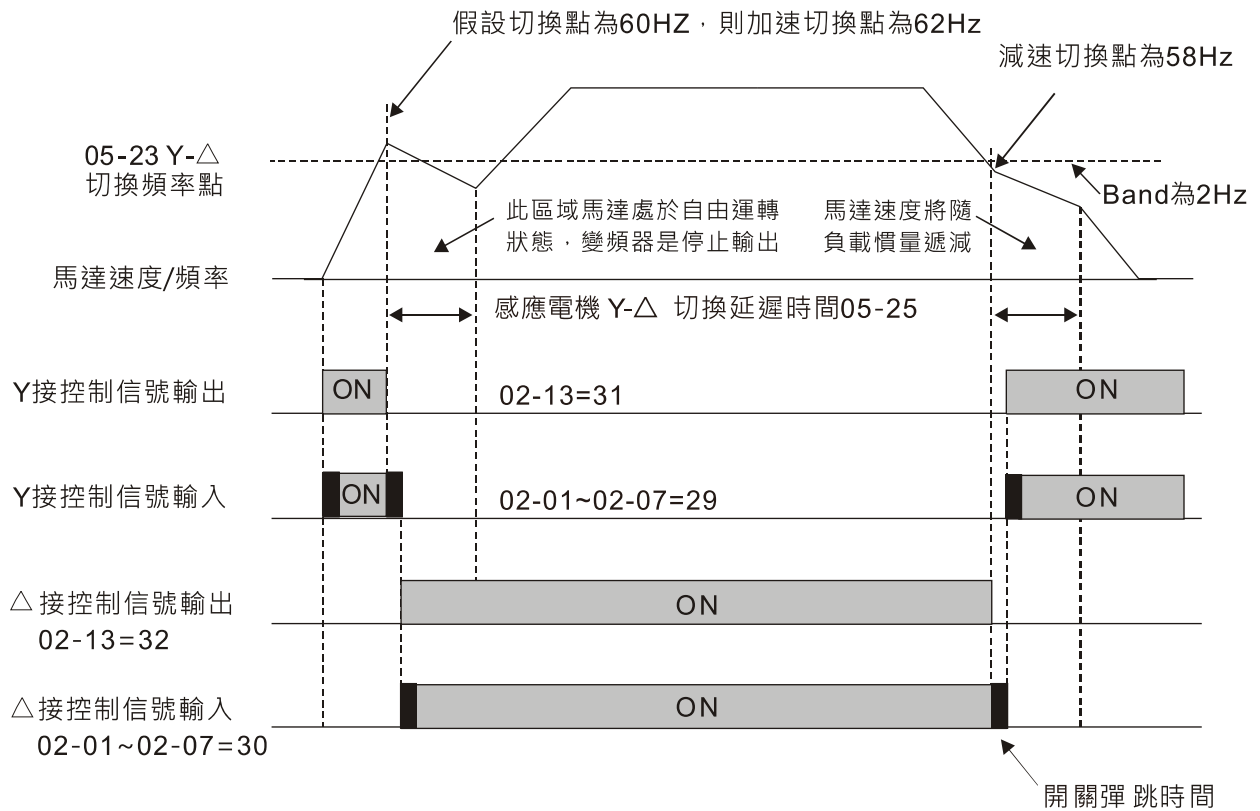 假設切換點為60HZ，則加速切換點為62Hz
減速切換點為58Hz
05-23 Y-△
切換頻率點
Band為2Hz
此區域馬達處於自由運轉
狀態，變頻器是停止輸出
馬達速度將隨
負載慣量遞減
馬達速度/頻率
感應電機 Y-△ 切換延遲時間05-25
Y接控制信號輸出
ON
02-13=31
ON
Y接控制信號輸入
ON
02-01~02-07=29
ON
△接控制信號輸出
02-13=32
ON
△接控制信號輸入
02-01~02-07=30
ON
開關彈跳時間